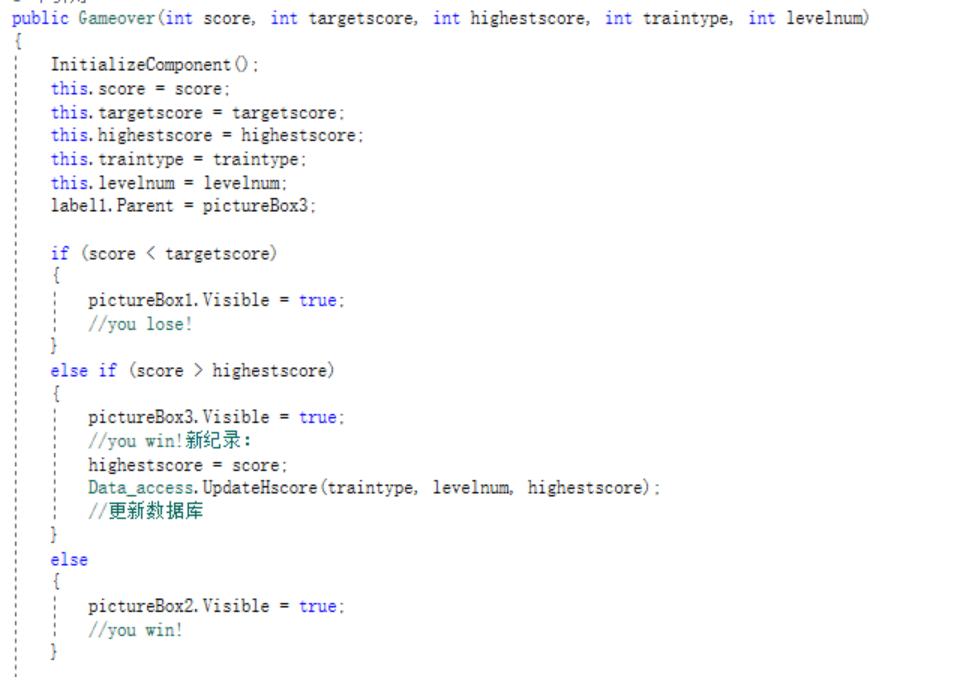 public Gameover(int score, int targetscore, int highestscore, int traintype, int levelnum)
{
InitializeComponent();
this.score = score;
this.targetscore = targetscore;
this.highestscore = highestscore;
this.traintype = traintype;
this.levelnum = levelnum;
label1.Parent = pictureBox3;
if (score < targetscore)
{
pictureBox1.Visible = true;
//you lose!
}
else if (score > highestscore)
{
pictureBox3.Visible = true;
//you win!新纪录:
highestscore = score;
Data_access.UpdateHscore(traintype, levelnum, highestscore);
//更新数据库
}
else
{
pictureBox2.Visible = true;
//you win!
}